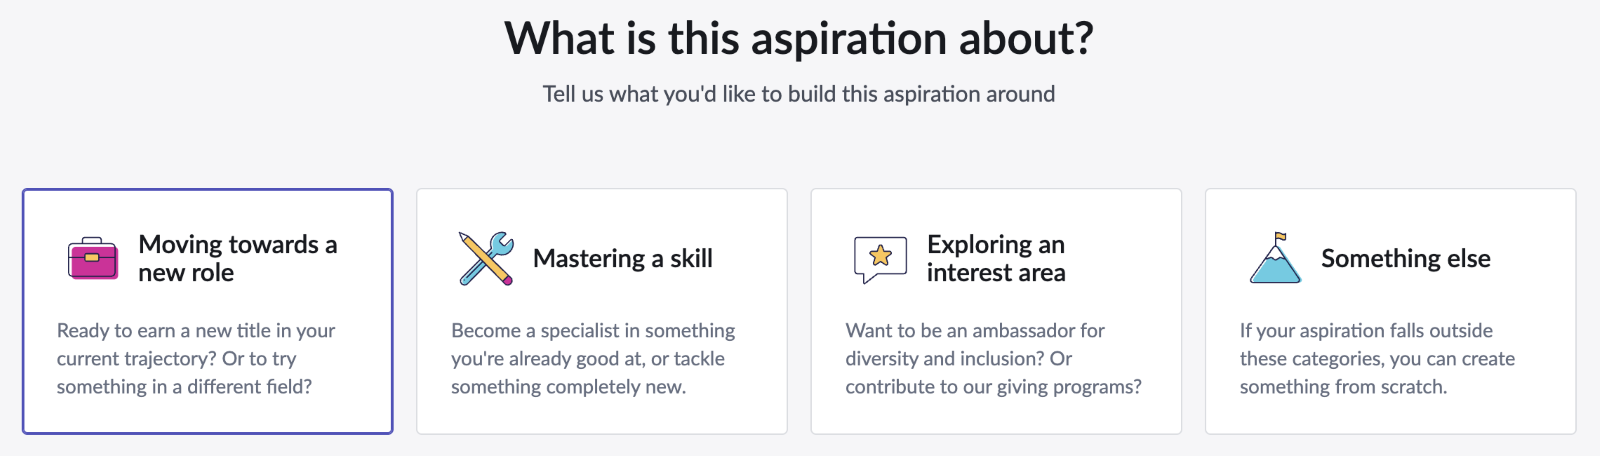 What is this aspiration about?
Tell us what you'd like to build this aspiration around
Moving towards a
new role
Ready to earn a new title in your
current trajectory? Or to try
something in a different field?
Mastering a skill
Become a specialist in something
you're already good at, or tackle
something completely new.
Exploring an
interest area
Want to be an ambassador for
diversity and inclusion? Or
contribute to our giving programs?
Something else
If your aspiration falls outside
these categories, you can create
something from scratch.